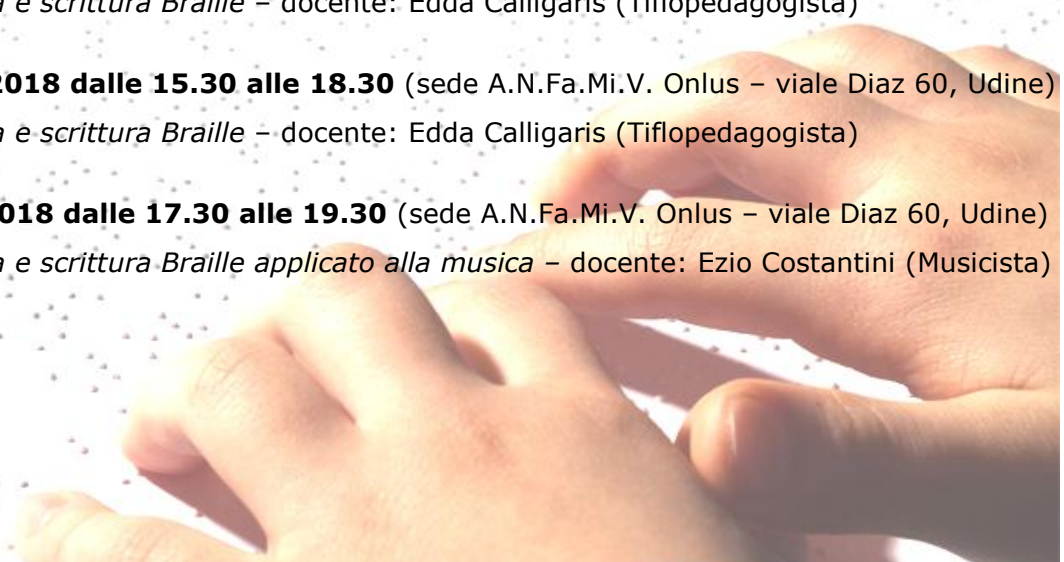 a e scrittura Braille – docente: Edda Calligaris (Tiflopedagogista)
2018 dalle 15.30 alle 18.30 (sede A.N.Fa.Mi.V. Onlus – viale Diaz 60, Udine)
a e scrittura Braille – docente: Edda Calligaris (Tiflopedagogista)
2018 dalle 17.30 alle 19.30 (sede A.N.Fa.Mi.V. Onlus – viale Diaz 60, Udine)
a e scrittura Braille applicato alla musica – docente: Ezio Costantini (Musicista)